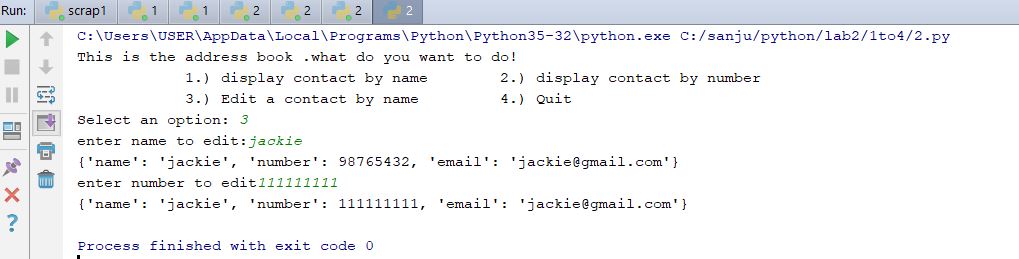 Run: scrap1 1 1 2 2 2 2
C:\Users\USER\AppData\Local\Programs\Python\Python35-32\python.exe C:/sanju/python/lab2/1to4/2.py
This is the address book .what do you want to do!
1.) display contact by name 2.) display contact by number
3.) Edit a contact by name 4.) Quit
Select an option: 3
enter name to edit:jackie
{'name': 'jackie', 'number': 98765432, 'email': 'jackie@gmail.com'}
enter number to edit111111111
{'name': 'jackie', 'number': 111111111, 'email': 'jackie@gmail.com'}
Process finished with exit code 0